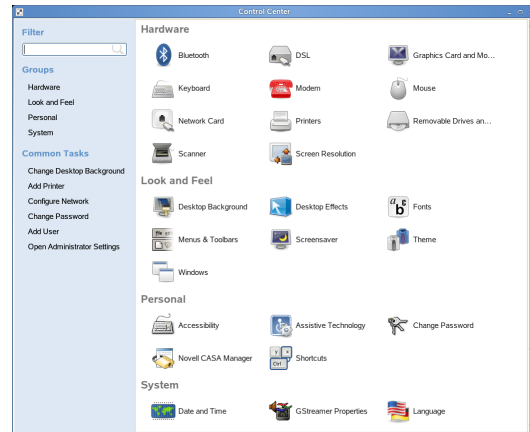 Control Center
Filter
Groups
Hardware
Look and Feel
Personal
System
Common Tasks
Change Desktop Background
Add Printer
Configure Network
Change Password
Add User
Open Administrator Settings
Hardware
Bluetooth
DSL
Graphics Card and Mo...
Keyboard
Modem
Mouse
Network Card
Printers
Removable Drives an...
Scanner
Screen Resolution
Look and Feel
Desktop Background
Desktop Effects
Fonts
Menus & Toolbars
Screensaver
Theme
Windows
Personal
Accessibility
Assistive Technology
Change Password
Novell CASA Manager
Shortcuts
System
Date and Time
GStreamer Properties
Language